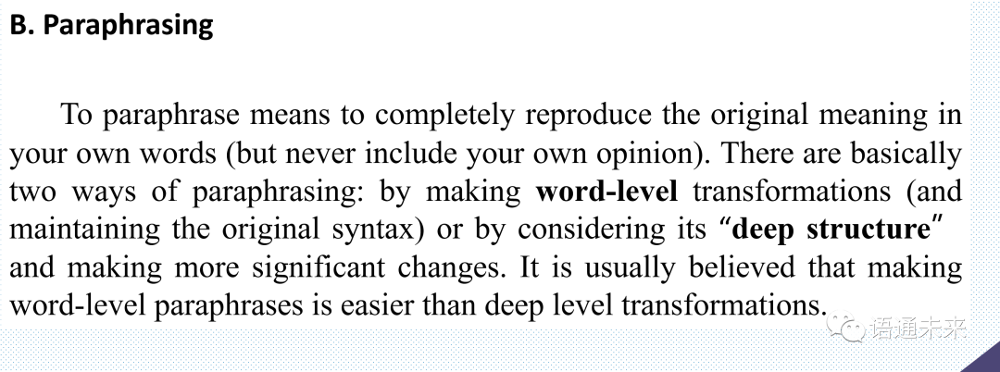 B. Paraphrasing
To paraphrase means to completely reproduce the original meaning in
your own words (but never include your own opinion). There are basically
two ways of paraphrasing: by making word-level transformations (and
maintaining the original syntax) or by considering its “deep structure”
and making more significant changes. It is usually believed that making
word-level paraphrases is easier than deep level transformations.
语通未来